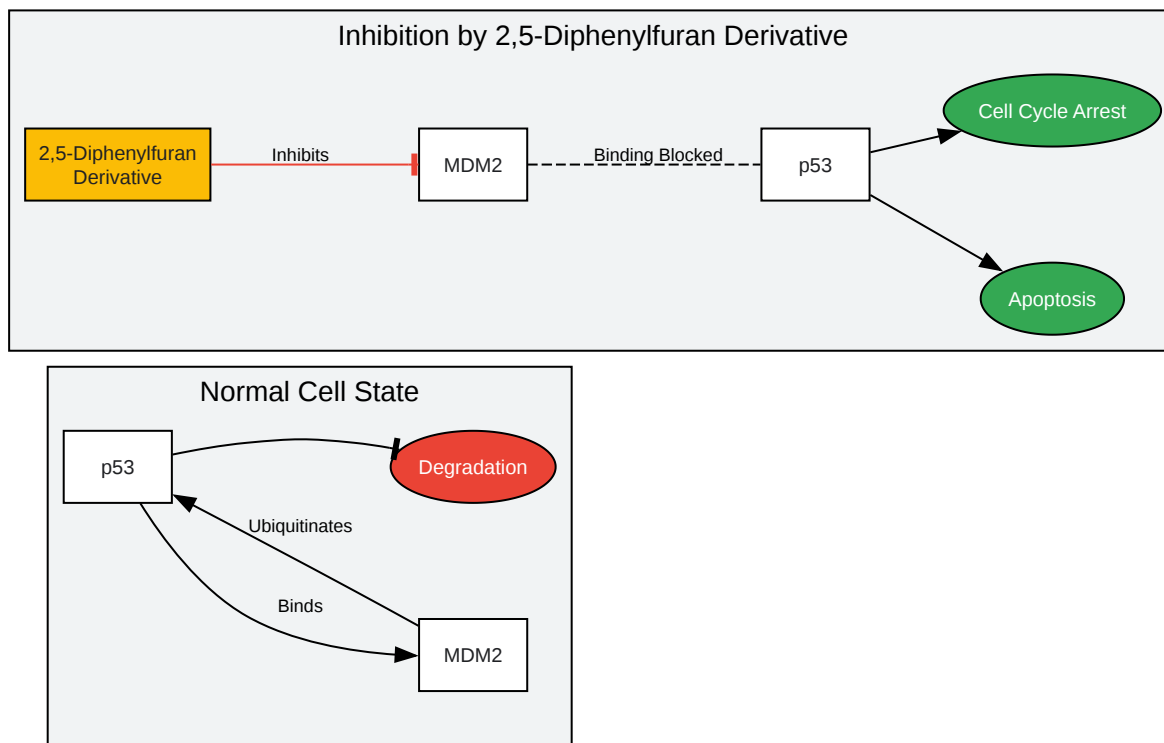 Inhibition by 2,5-Diphenylfuran Derivative
2,5-Diphenylfuran
Derivative
Inhibits
MDM2
Binding Blocked
p53
Cell Cycle Arrest
Apoptosis
Normal Cell State
p53
Degradation
Ubiquitinates
Binds
MDM2